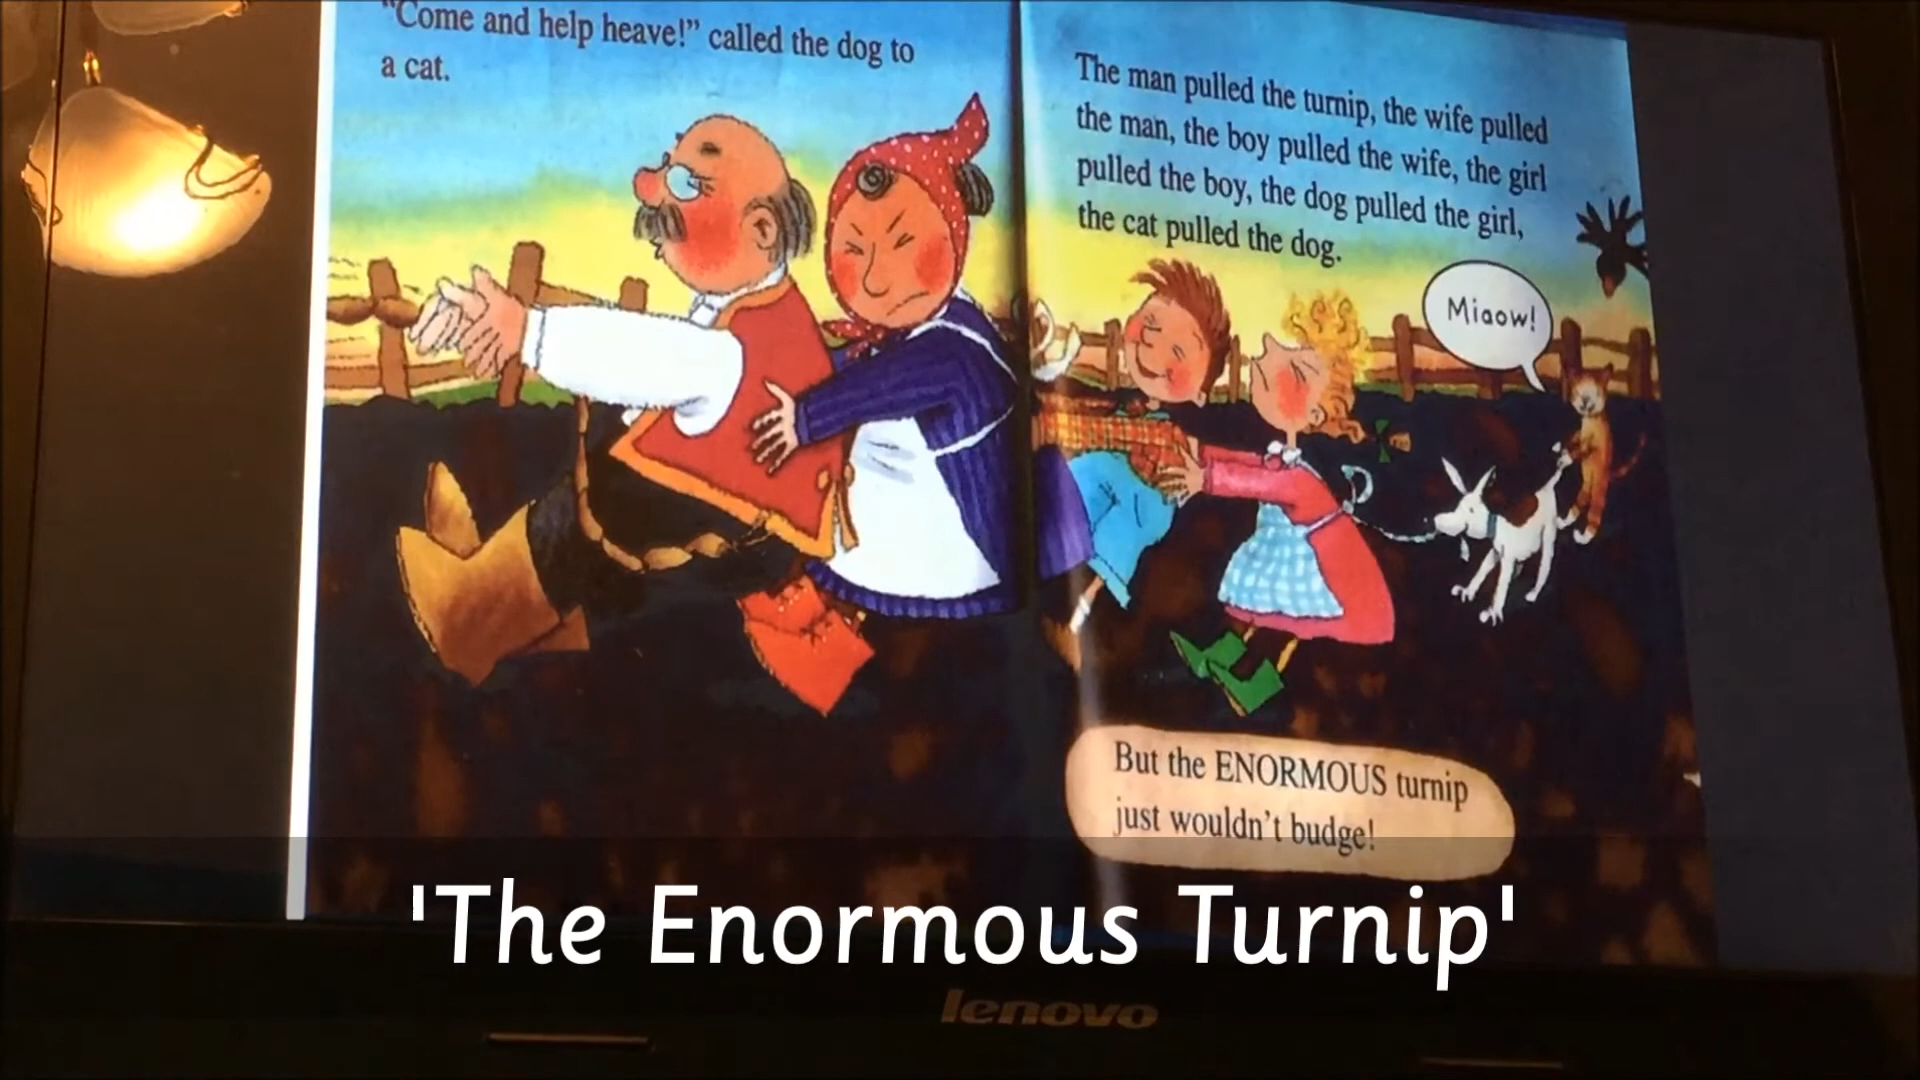 "Come and help heave!" called the dog to
a cat.
The man pulled the turnip, the wife pulled
the man, the boy pulled the wife, the girl
pulled the boy, the dog pulled the girl,
the cat pulled the dog.
Miaow!
But the ENORMOUS turnip
just wouldn't budge!
'The Enormous Turnip'
lenovo